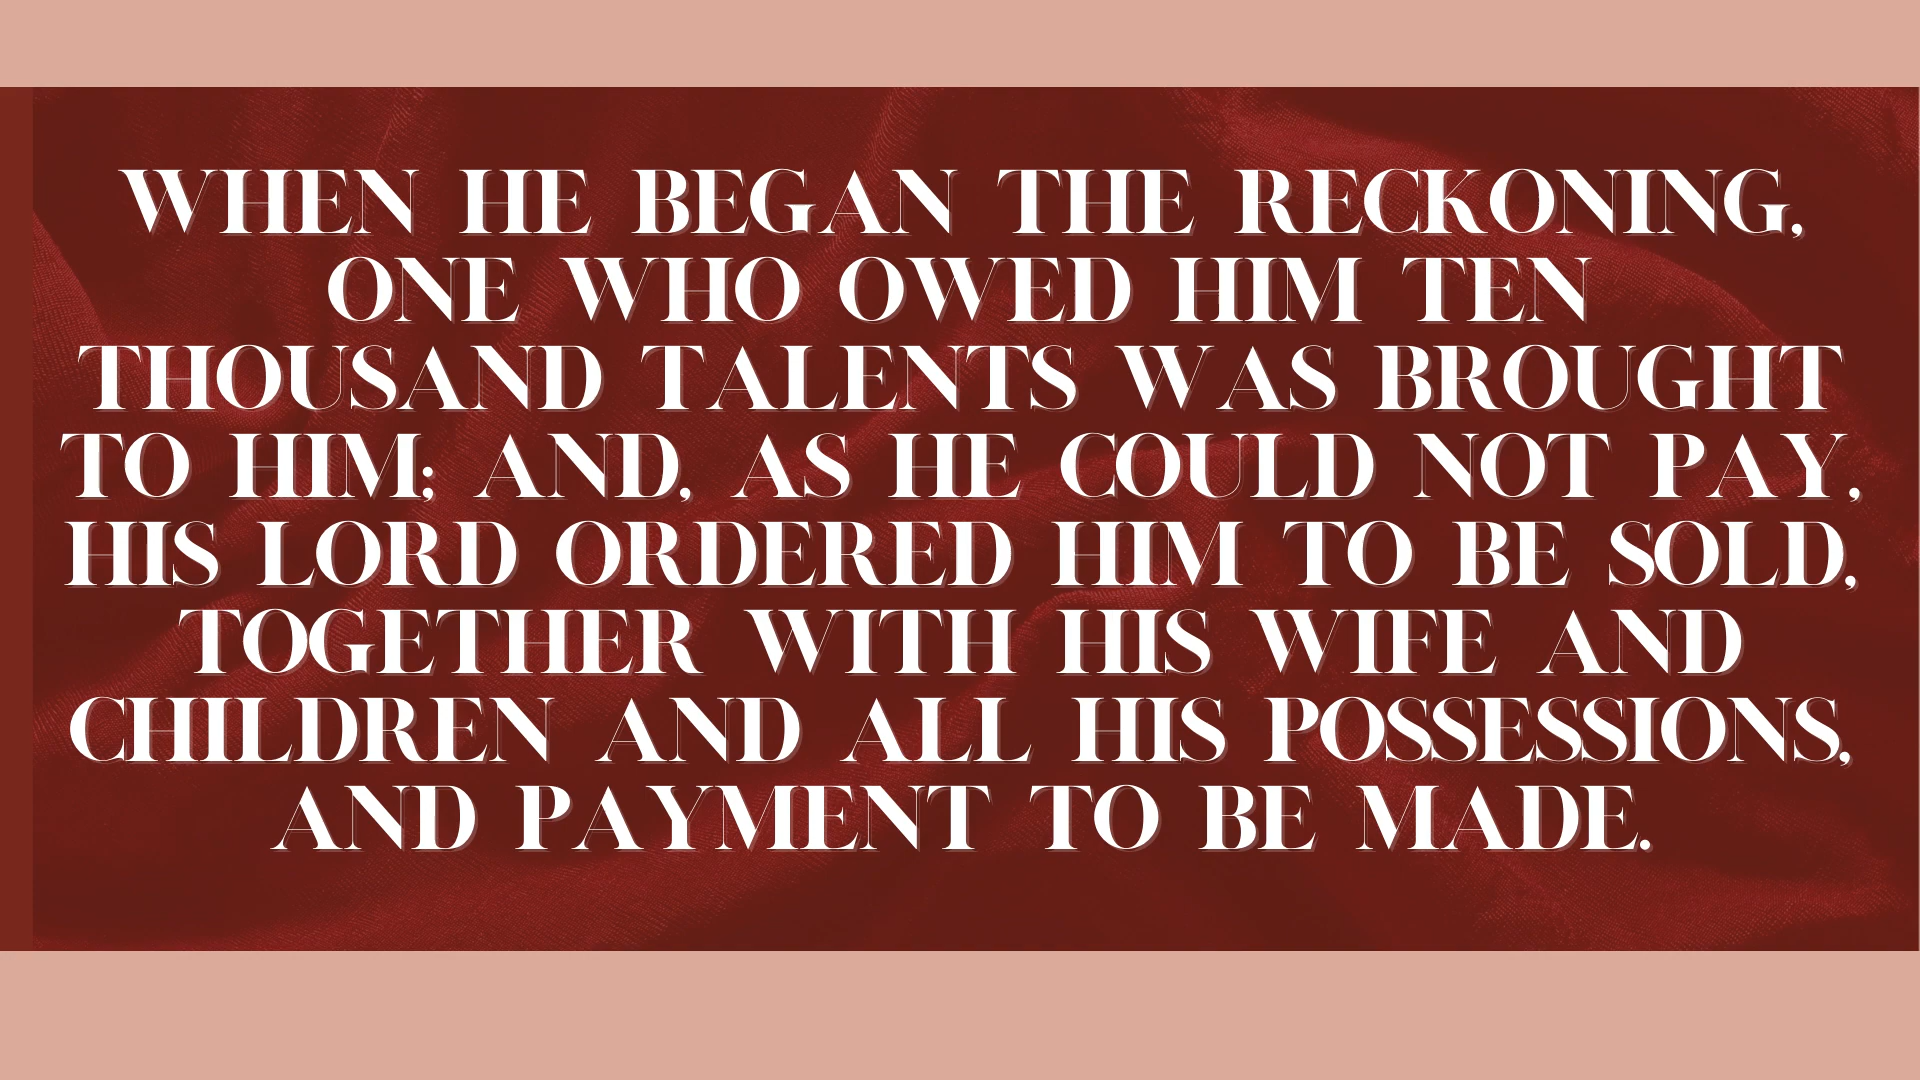 WHEN HE BEGAN THE RECKONING,
ONE WHO OWED HIM TEN
THOUSAND TALENTS WAS BROUGHT
TO HIM; AND, AS HE COULD NOT PAY,
HIS LORD ORDERED HIM TO BE SOLD,
TOGETHER WITH HIS WIFE AND
CHILDREN AND ALL HIS POSSESSIONS,
AND PAYMENT TO BE MADE.